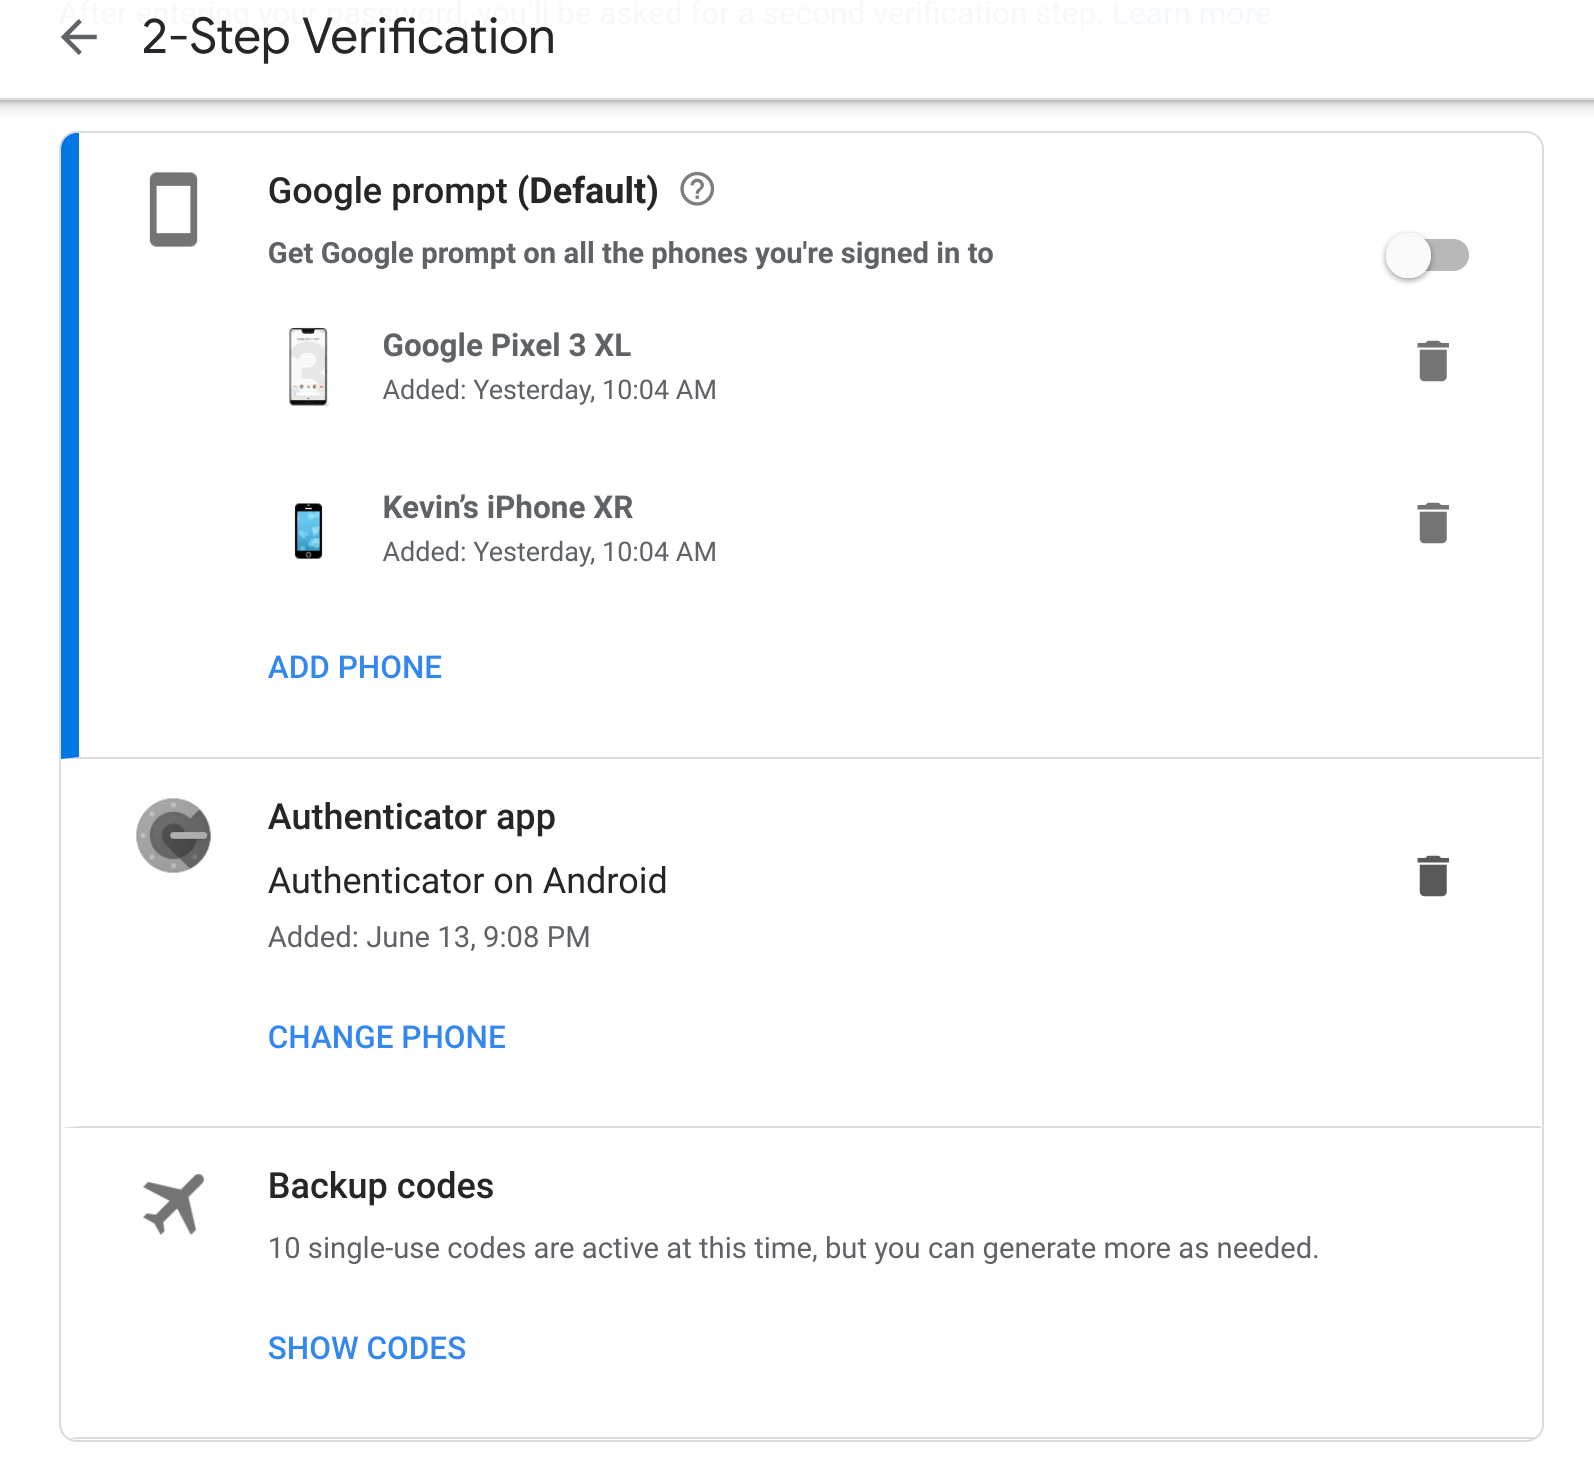 After entering your password, you'll be asked for a second verification step. Learn more
2-Step Verification
Google prompt (Default)
Get Google prompt on all the phones you're signed in to
Google Pixel 3 XL
Added: Yesterday, 10:04 AM
Kevin’s iPhone XR
Added: Yesterday, 10:04 AM
ADD PHONE
Authenticator app
Authenticator on Android
Added: June 13, 9:08 PM
CHANGE PHONE
Backup codes
10 single-use codes are active at this time, but you can generate more as needed.
SHOW CODES